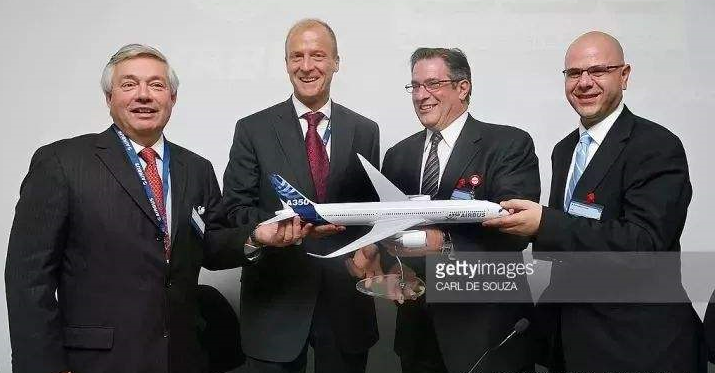 A350
AIRBUS
gettyimages
CARL DE SOUZA